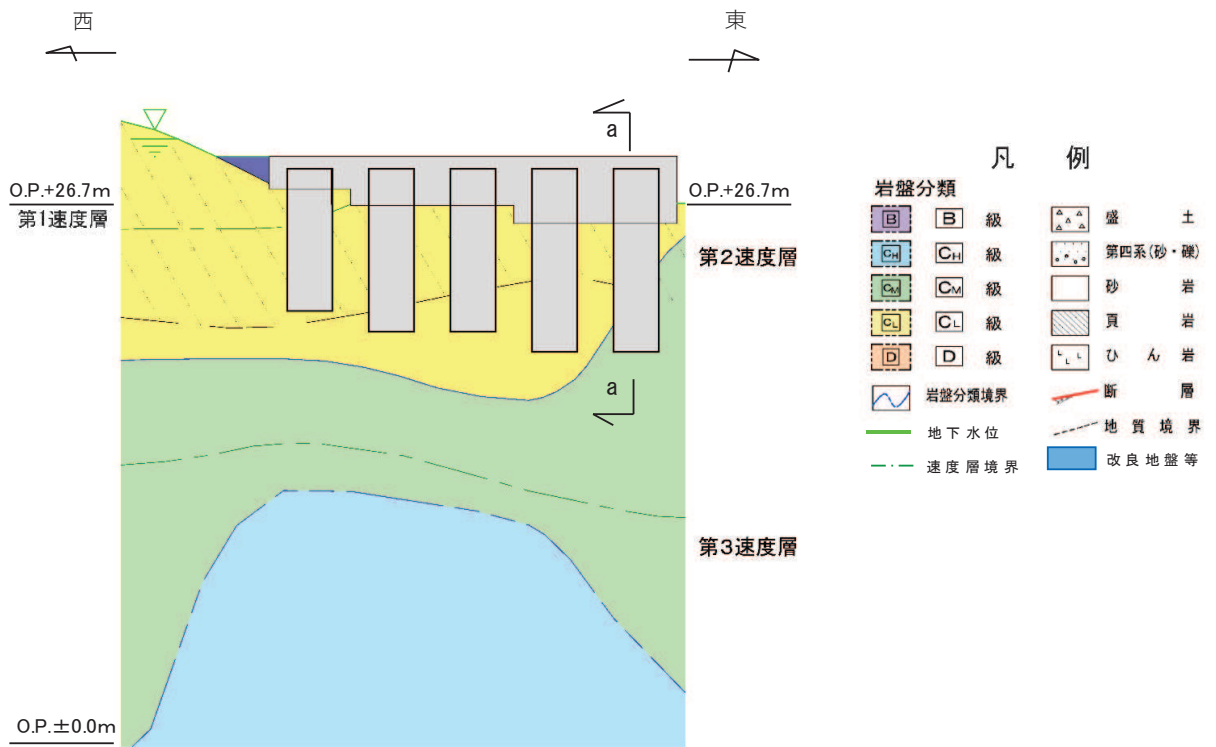 西
東
a
O.P.+26.7m
第1速度層
O.P.+26.7m
第2速度層
a
第3速度層
O.P.±0.0m
凡 例
岩盤分類
B B 級
CH CH 級
CM CM 級
CL CL 級
D D 級
岩盤分類境界
地下水位
速度層境界
盛 土
第四系(砂・礫)
砂 岩
頁 岩
ひ ん 岩
断 層
地 質 境 界
改良地盤等